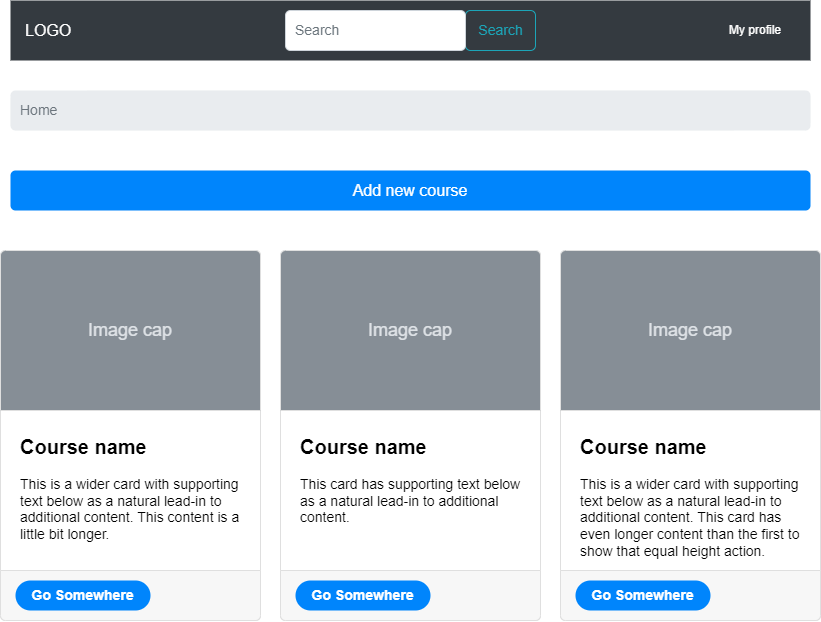 LOGO
Search
Search
My profile
Home
Add new course
Image cap
Image cap
Image cap
Course name
This is a wider card with supporting
text below as a natural lead-in to
additional content. This content is a
little bit longer.
Go Somewhere
Course name
This card has supporting text below
as a natural lead-in to additional
content.
Go Somewhere
Course name
This is a wider card with supporting
text below as a natural lead-in to
additional content. This card has
even longer content than the first to
show that equal height action.
Go Somewhere